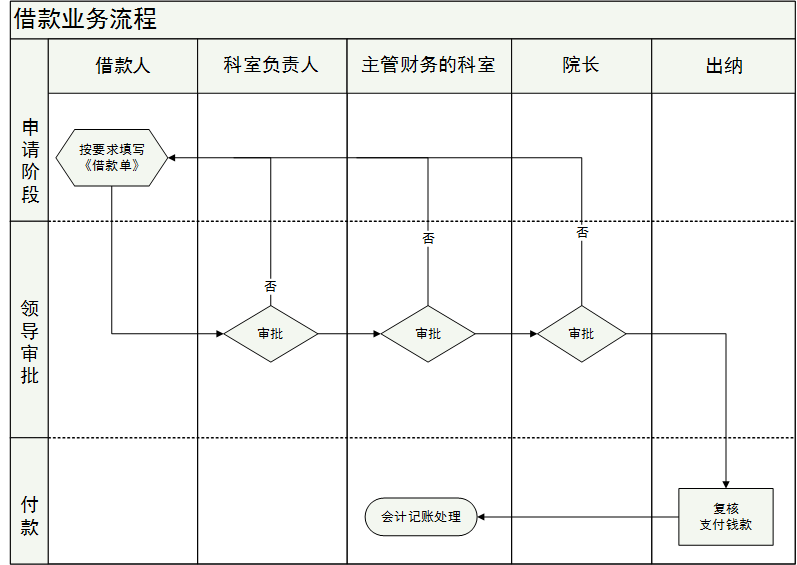 借款业务流程
借款人
科室负责人
主管财务的科室
院长
出纳
申请阶段
按要求填写
《借款单》
否
否
否
领导审批
审批
审批
审批
付款
会计记账处理
复核
支付钱款